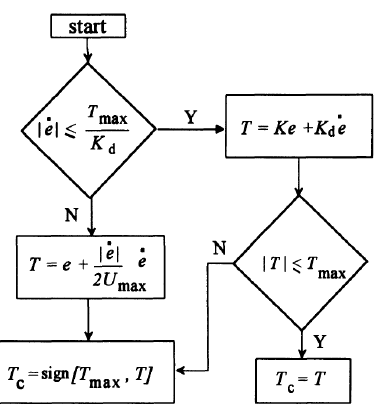 start
|ė| ⩽ T_max / K_d
Y
T = Ke + K_d ė
N
T = e + |ė| / 2U_max ė
N
|T| ⩽ T_max
Y
T_c = sign[T_max, T]
T_c = T